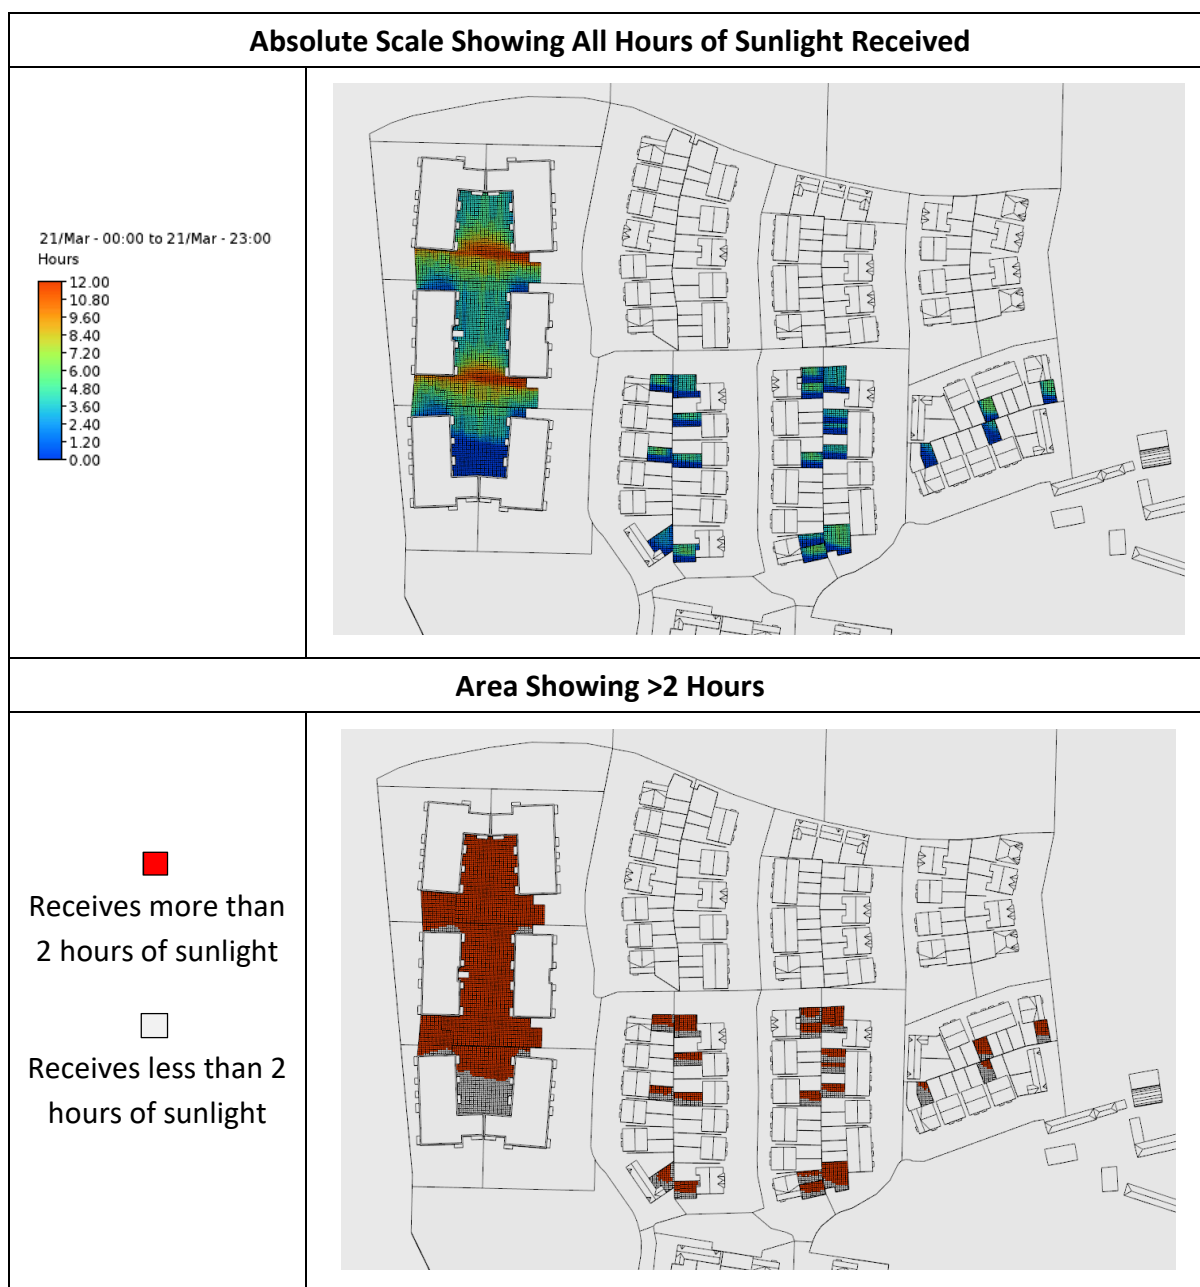 Absolute Scale Showing All Hours of Sunlight Received
21/Mar - 00:00 to 21/Mar - 23:00
Hours
12.00
10.80
9.60
8.40
7.20
6.00
4.80
3.60
2.40
1.20
0.00
Area Showing >2 Hours
Receives more than
2 hours of sunlight
Receives less than 2
hours of sunlight